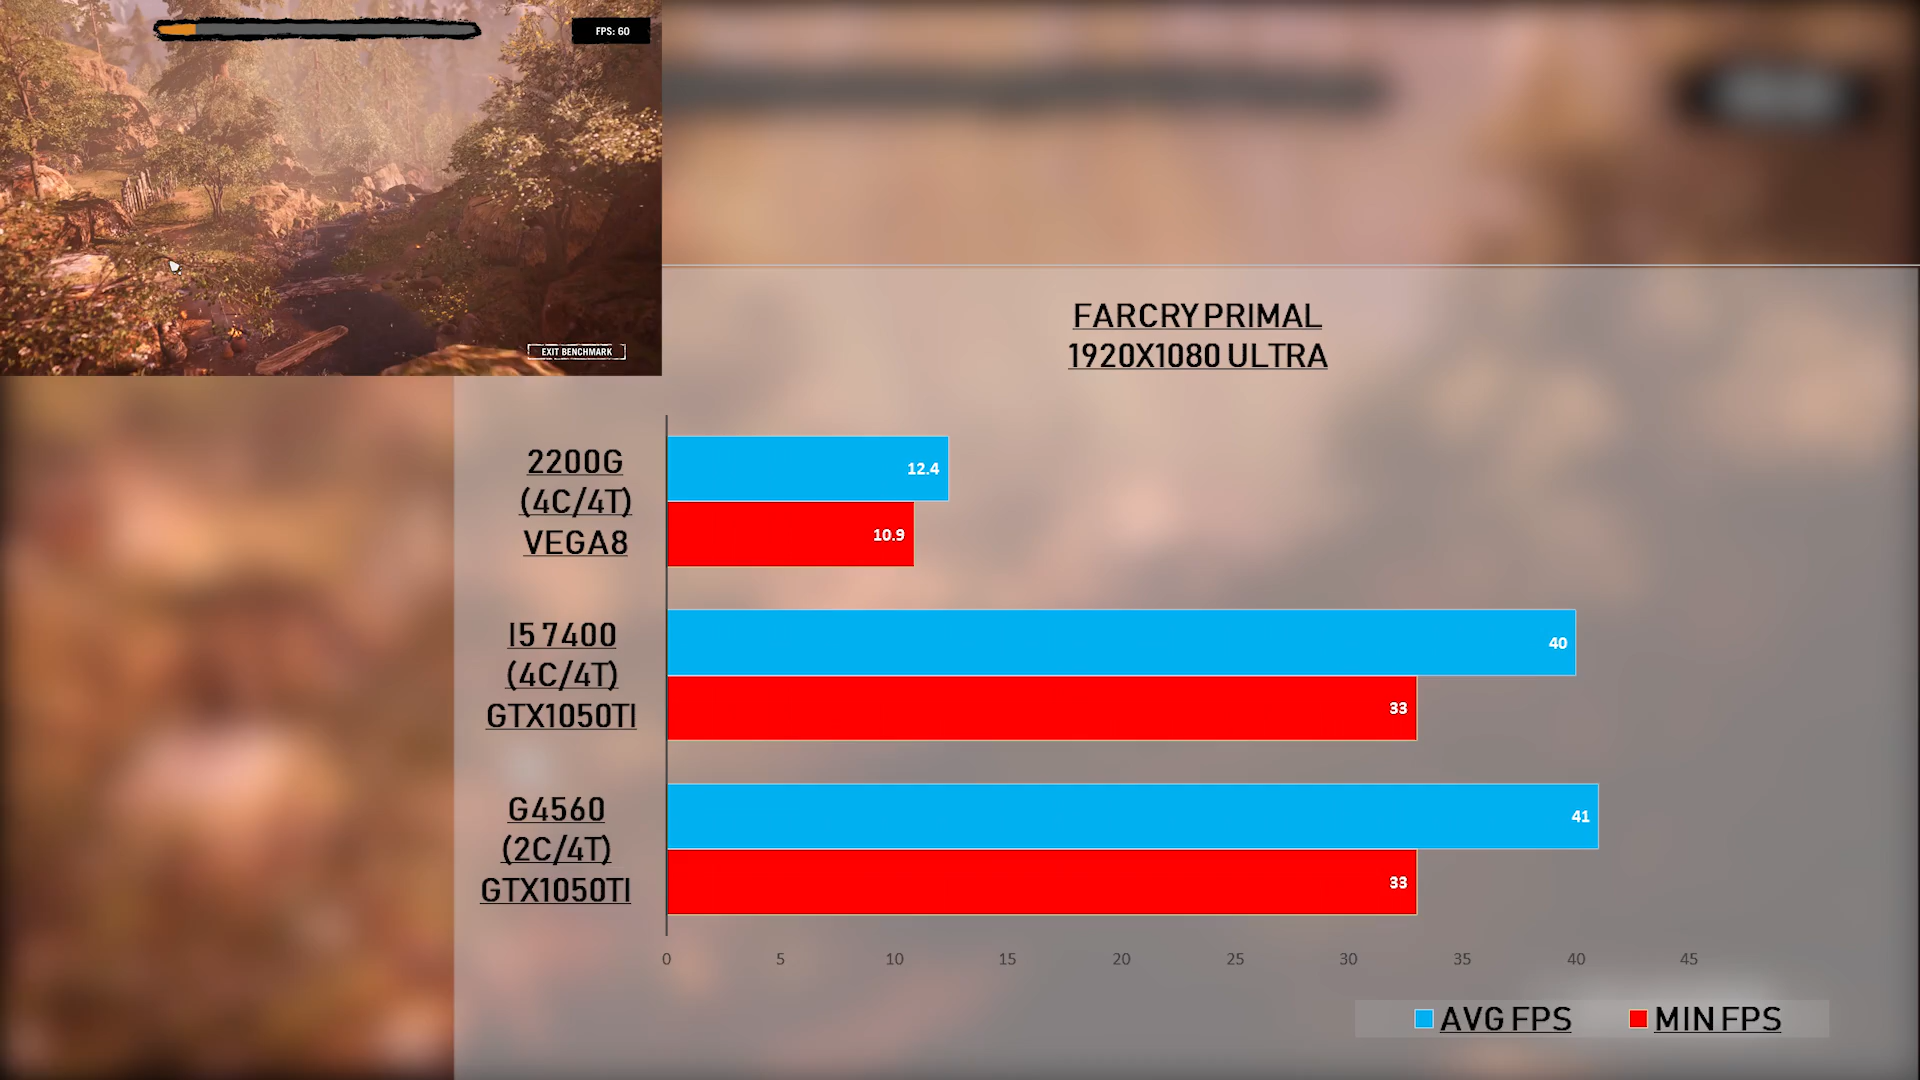 FPS: 60
EXIT BENCHMARK
FARCRY PRIMAL
1920X1080 ULTRA
2200G
(4C/4T)
VEGA8
12.4
10.9
I5 7400
(4C/4T)
GTX1050TI
40
33
G4560
(2C/4T)
GTX1050TI
41
33
0 5 10 15 20 25 30 35 40 45
AVG FPS MIN FPS